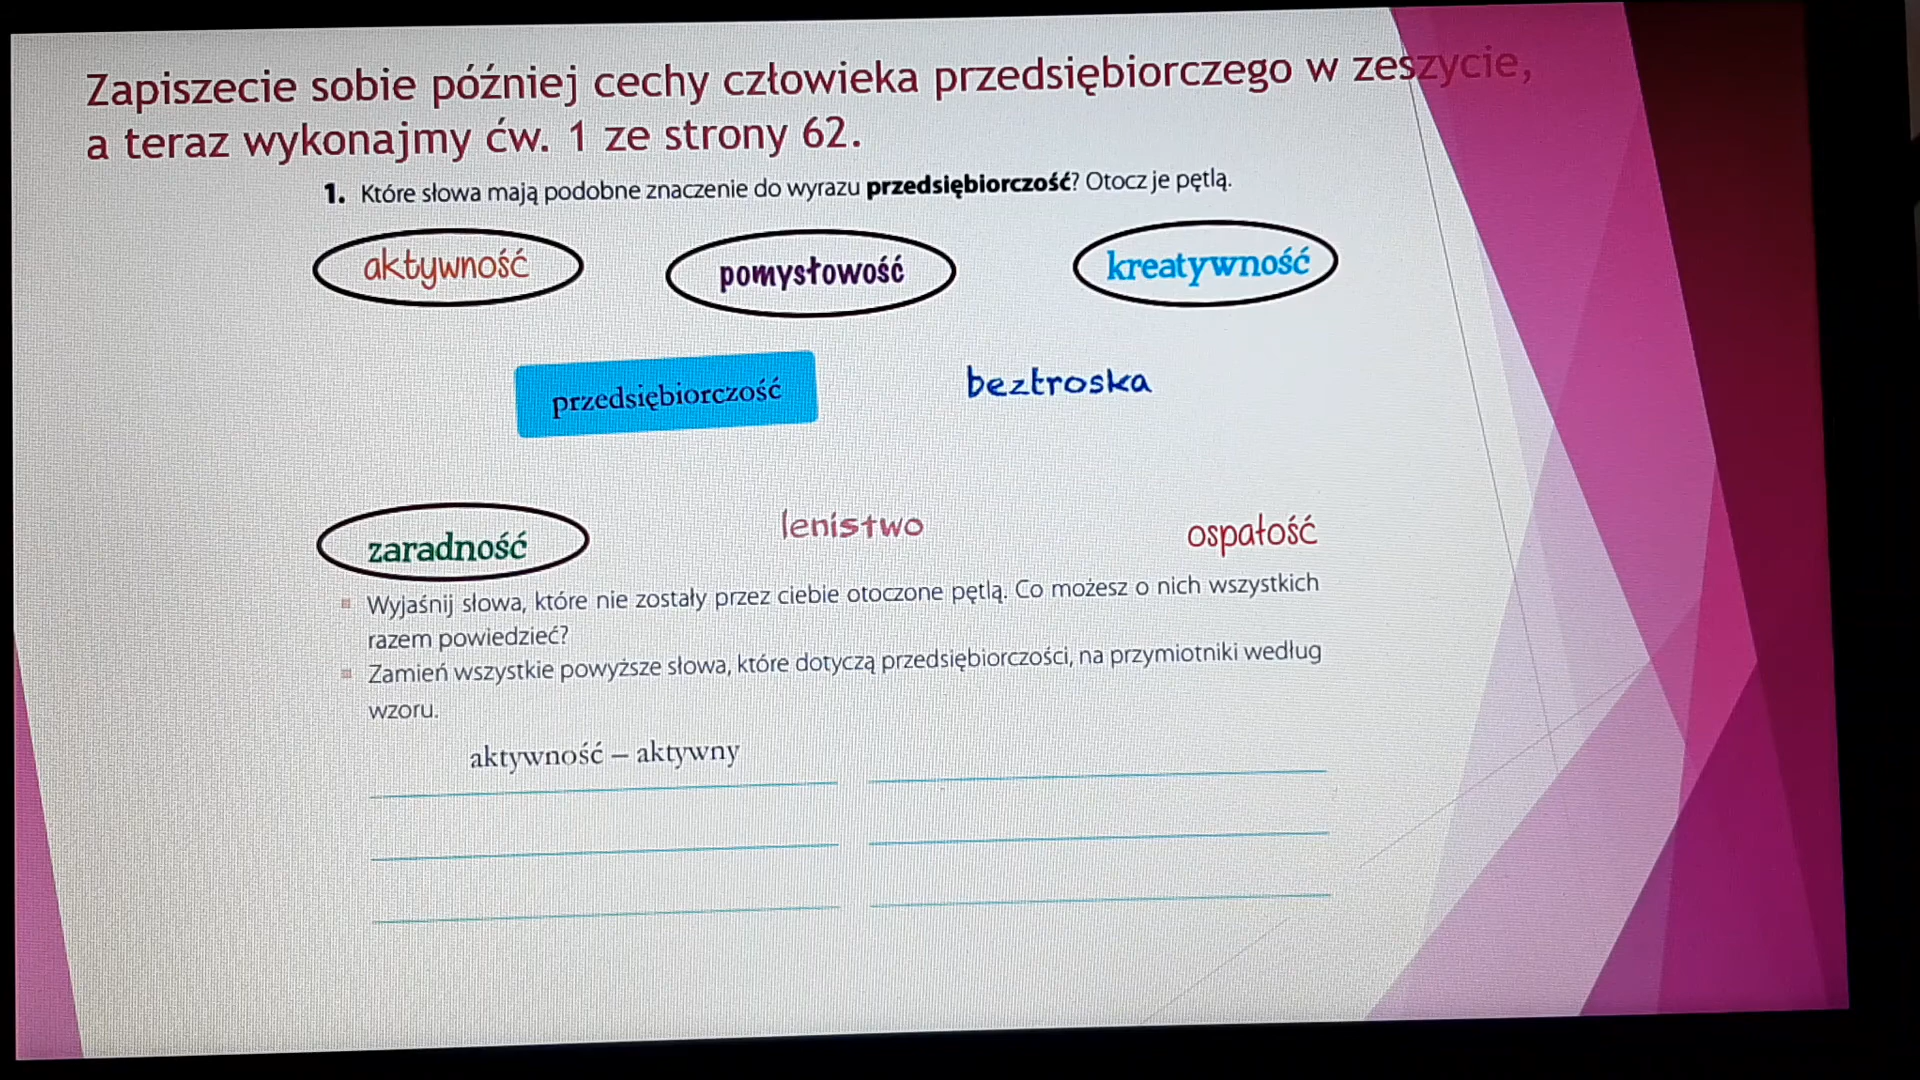 Zapiszecie sobie później cechy człowieka przedsiębiorczego w zeszycie,
a teraz wykonajmy ćw. 1 ze strony 62.
1. Które słowa mają podobne znaczenie do wyrazu przedsiębiorczość? Otocz je pętlą.
aktywność pomysłowość kreatywność
przedsiębiorczość beztroska
zaradność lenistwo ospałość
Wyjaśnij słowa, które nie zostały przez ciebie otoczone pętlą. Co możesz o nich wszystkich
razem powiedzieć?
Zamień wszystkie powyższe słowa, które dotyczą przedsiębiorczości, na przymiotniki według
wzoru.
aktywność – aktywny